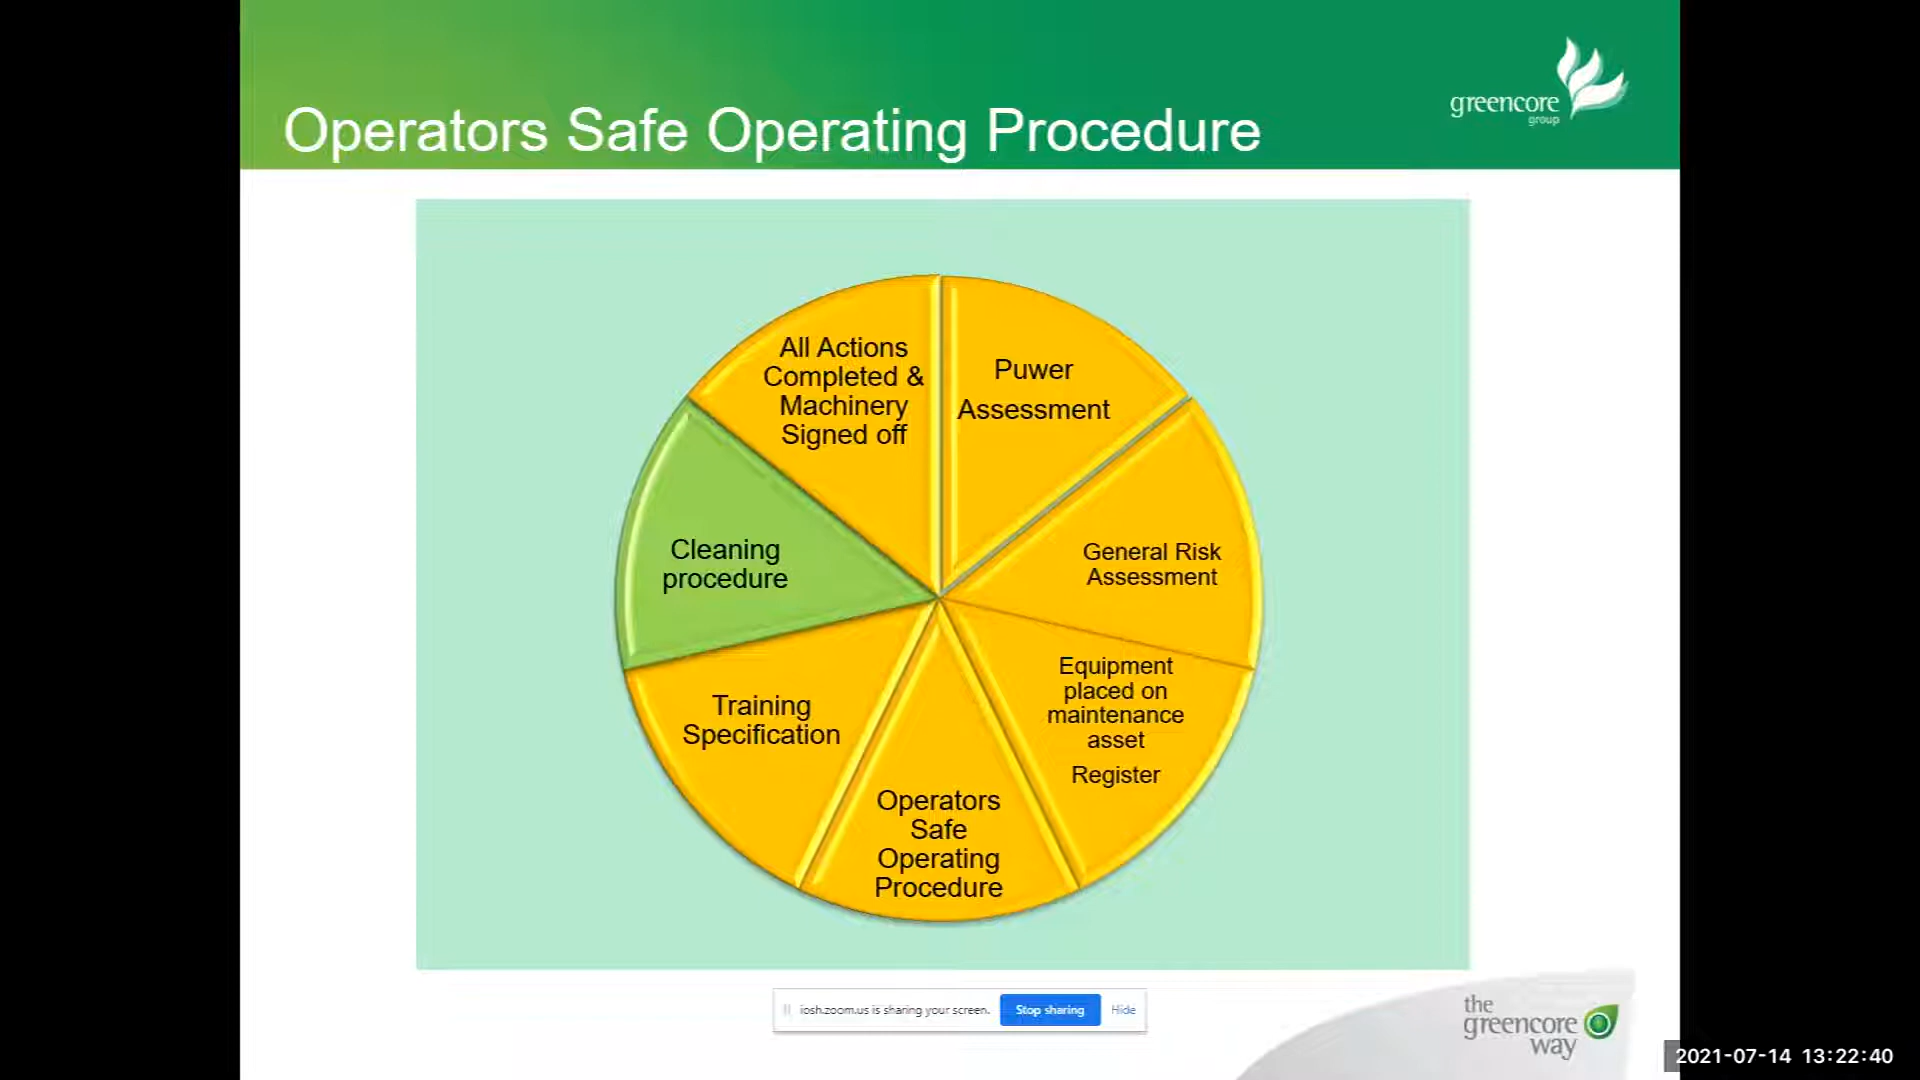 Operators Safe Operating Procedure
greencore
group
All Actions
Completed &
Machinery
Signed off
Puwer
Assessment
General Risk
Assessment
Equipment
placed on
maintenance
asset
Register
Operators
Safe
Operating
Procedure
Training
Specification
Cleaning
procedure
iosh.zoom.us is sharing your screen.
Stop sharing
Hide
the
greencore
way
2021-07-14 13:22:40